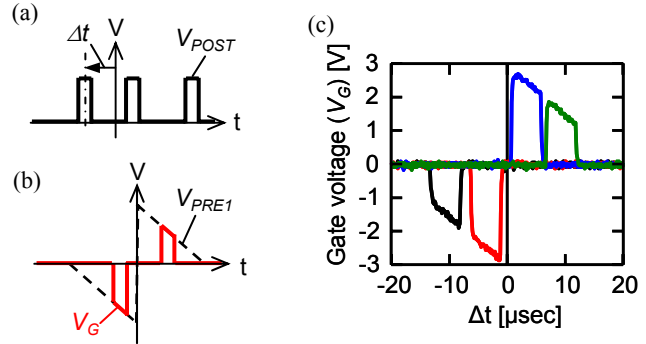 (a)
Δt
V
V_POST
t
(b)
V
V_PRE1
t
V_G
(c)
Gate voltage (V_G) [V]
3
2
1
0
-1
-2
-3
-20 -10 0 10 20
Δt [µsec]